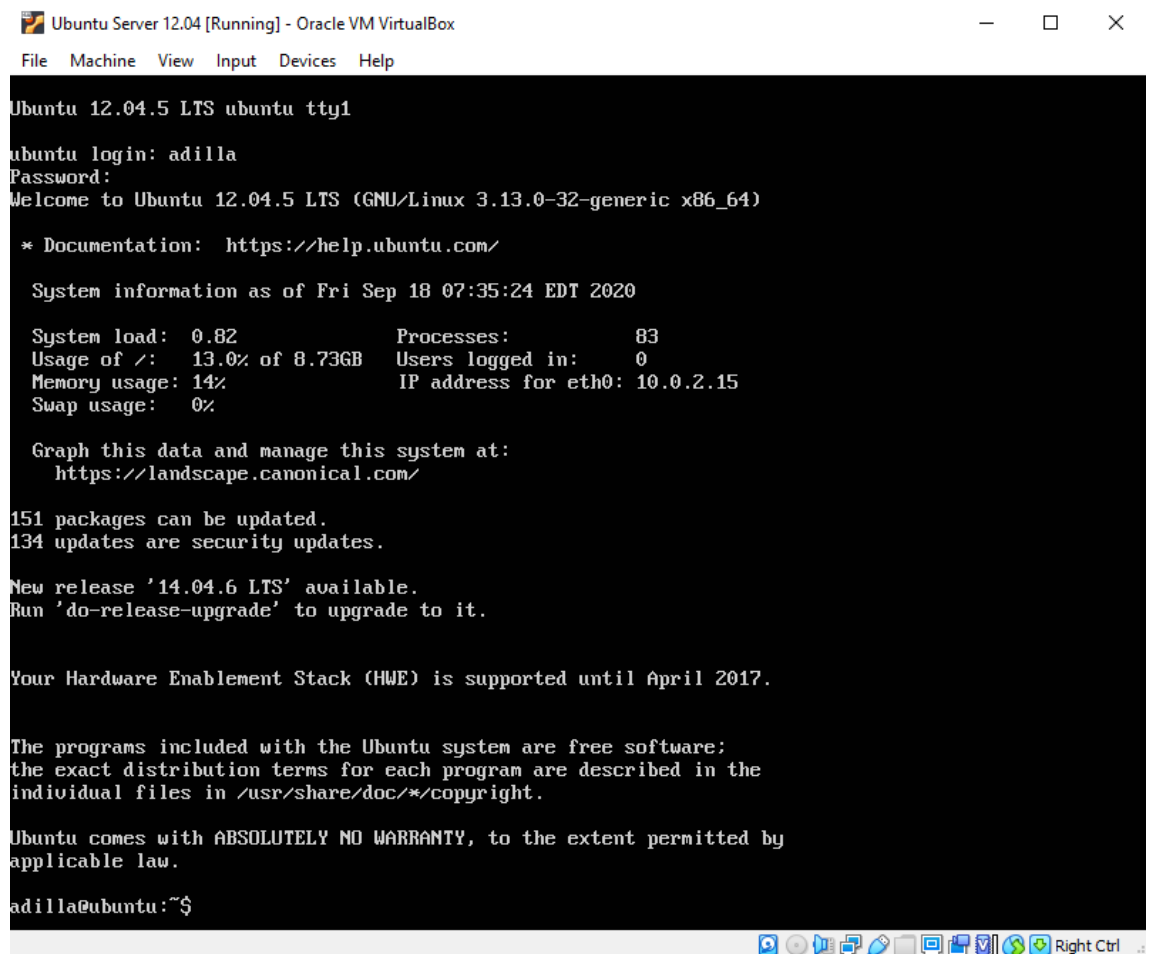 Ubuntu Server 12.04 [Running] - Oracle VM VirtualBox
File Machine View Input Devices Help
Ubuntu 12.04.5 LTS ubuntu tty1
ubuntu login: adilla
Password:
Welcome to Ubuntu 12.04.5 LTS (GNU/Linux 3.13.0-32-generic x86_64)
* Documentation: https://help.ubuntu.com/
System information as of Fri Sep 18 07:35:24 EDT 2020
System load: 0.82 Processes: 83
Usage of /: 13.0% of 8.73GB Users logged in: 0
Memory usage: 14% IP address for eth0: 10.0.2.15
Swap usage: 0%
Graph this data and manage this system at:
https://landscape.canonical.com/
151 packages can be updated.
134 updates are security updates.
New release '14.04.6 LTS' available.
Run 'do-release-upgrade' to upgrade to it.
Your Hardware Enablement Stack (HWE) is supported until April 2017.
The programs included with the Ubuntu system are free software;
the exact distribution terms for each program are described in the
individual files in /usr/share/doc/*/copyright.
Ubuntu comes with ABSOLUTELY NO WARRANTY, to the extent permitted by
applicable law.
adilla@ubuntu:~$
Right Ctrl